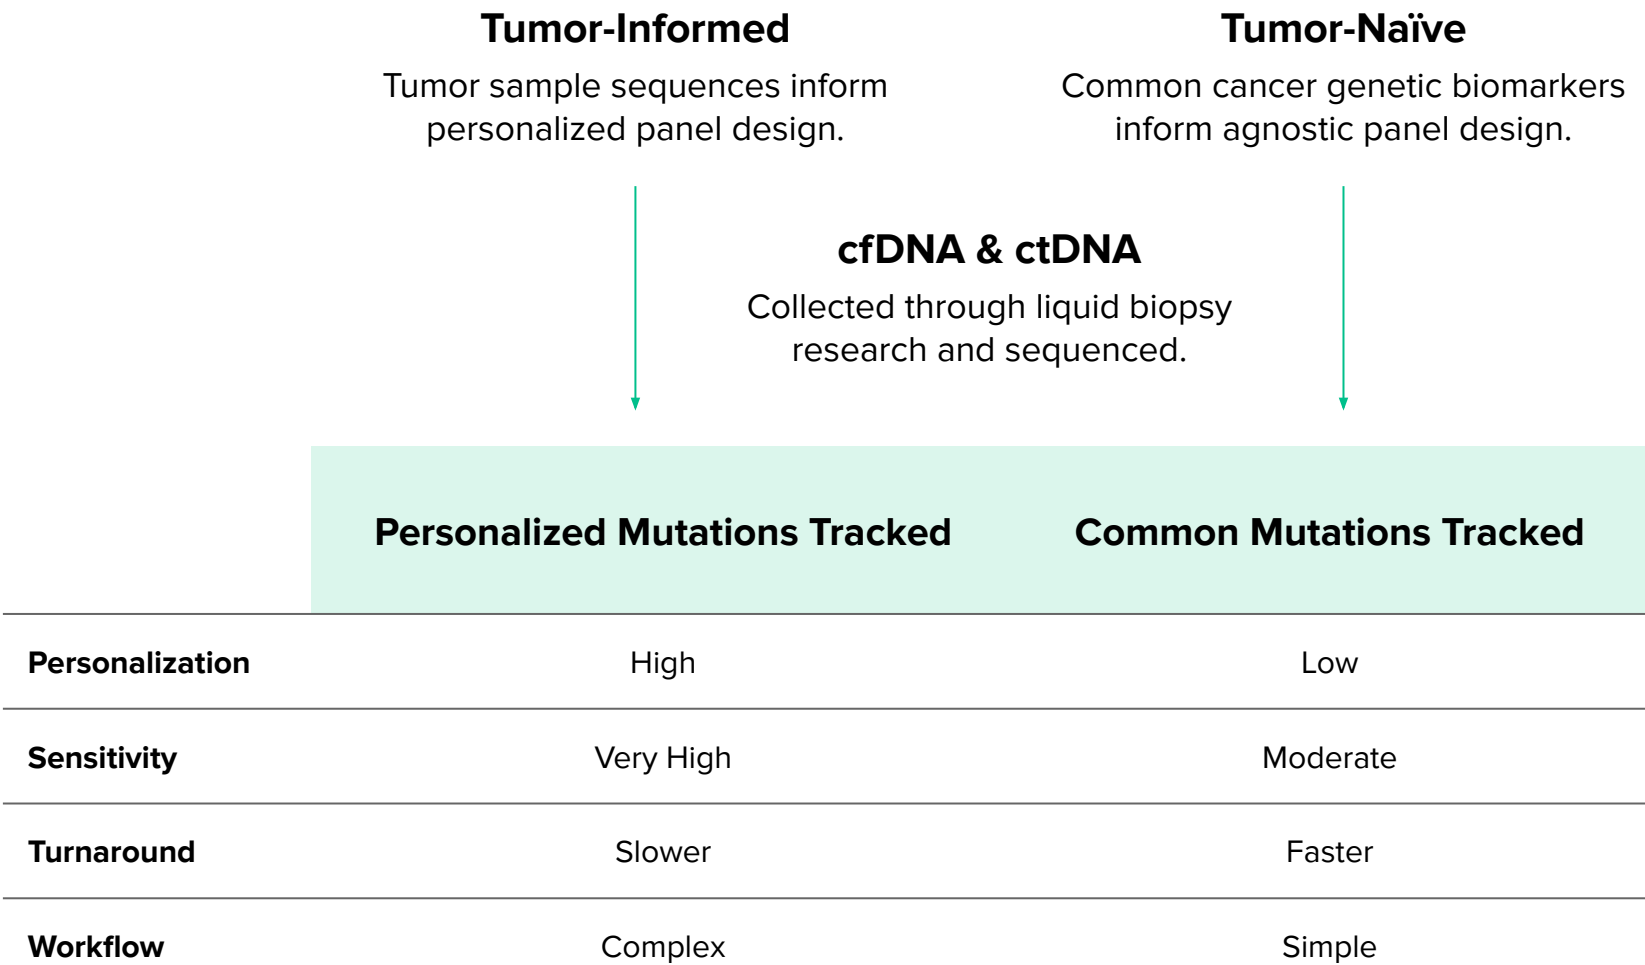 Tumor-Informed
Tumor sample sequences inform
personalized panel design.
Tumor-Naïve
Common cancer genetic biomarkers
inform agnostic panel design.
cfDNA & ctDNA
Collected through liquid biopsy
research and sequenced.
Personalized Mutations Tracked Common Mutations Tracked
Personalization High Low
Sensitivity Very High Moderate
Turnaround Slower Faster
Workflow Complex Simple